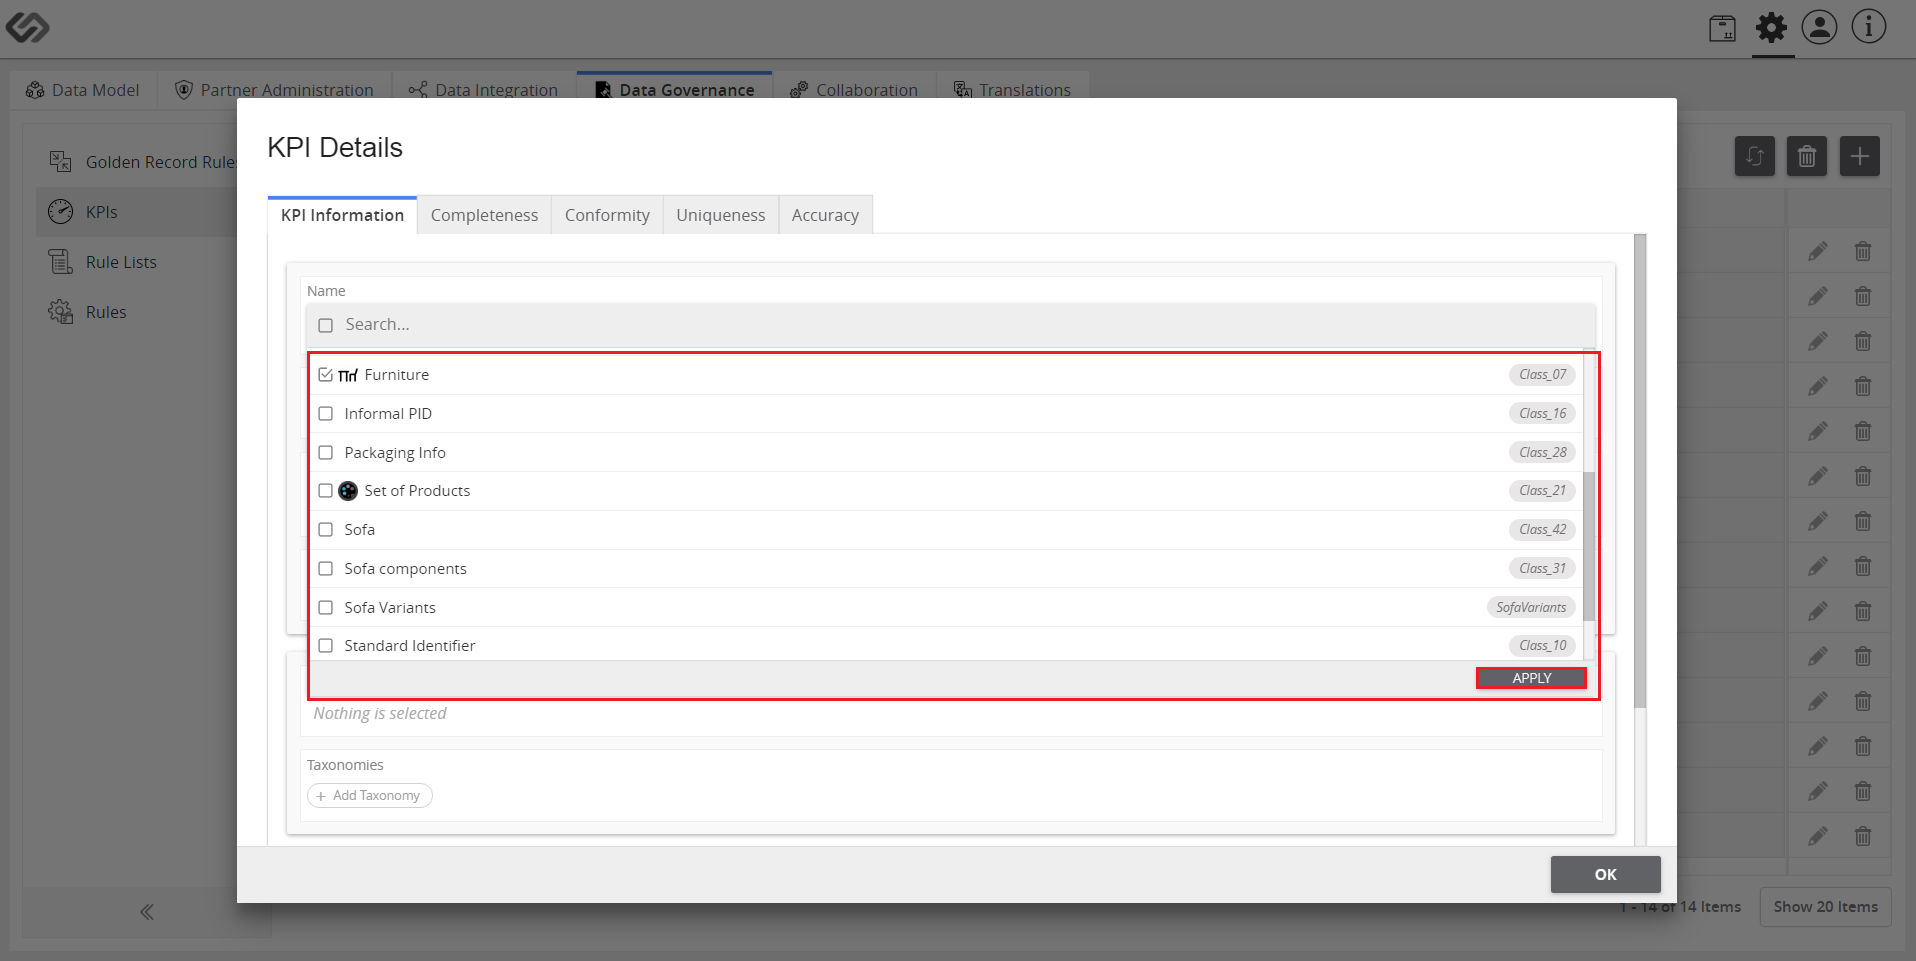 Data Model
Partner Administration
Data Integration
Data Governance
Collaboration
Translations
Golden Record Rules
KPIs
Rule Lists
Rules
KPI Details
KPI Information
Completeness
Conformity
Uniqueness
Accuracy
Name
Search...
Furniture Class_07
Informal PID Class_16
Packaging Info Class_28
Set of Products Class_21
Sofa Class_42
Sofa components Class_31
Sofa Variants SofaVariants
Standard Identifier Class_10
APPLY
Nothing is selected
Taxonomies
+ Add Taxonomy
OK
1 - 14 of 14 Items
Show 20 Items